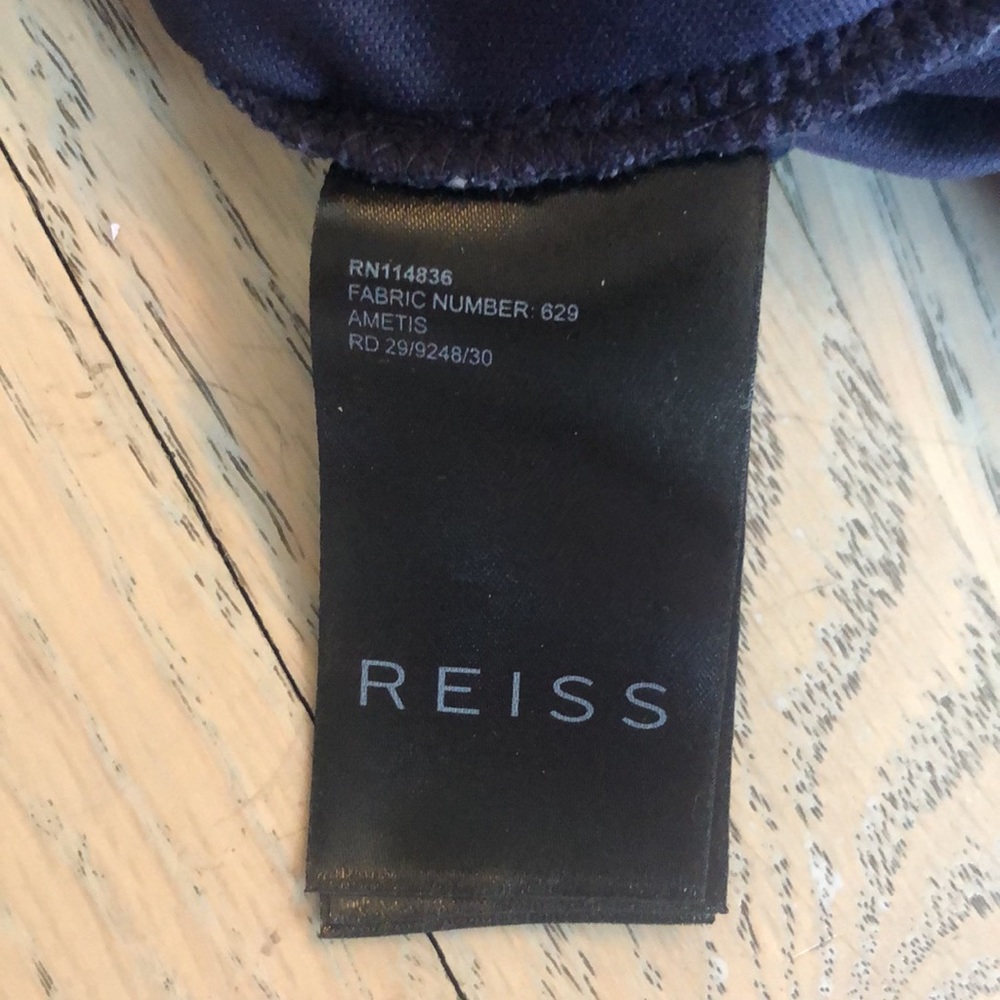 RN114836
FABRIC NUMBER: 629
AMETIS
RD 29/9248/30
REISS